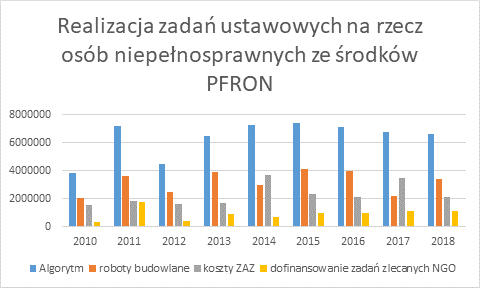 Realizacja zadań ustawowych na rzecz
osób niepełnosprawnych ze środków
PFRON
8000000
6000000
4000000
2000000
0
2010 2011 2012 2013 2014 2015 2016 2017 2018
Algorytm roboty budowlane koszty ZAZ dofinansowanie zadań zlecanych NGO